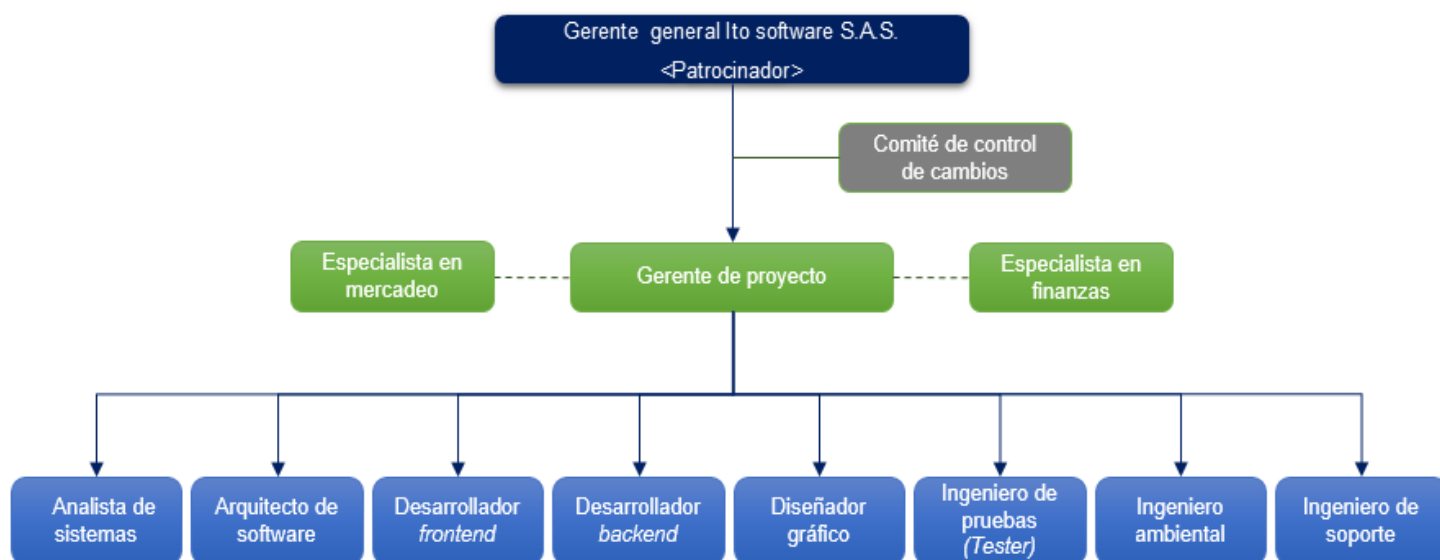 Gerente general Ito software S.A.S.
<Patrocinador>
Comité de control
de cambios
Especialista en
mercadeo
Gerente de proyecto
Especialista en
finanzas
Analista de
sistemas
Arquitecto de
software
Desarrollador
frontend
Desarrollador
backend
Diseñador
gráfico
Ingeniero de
pruebas
(Tester)
Ingeniero
ambiental
Ingeniero de
soporte